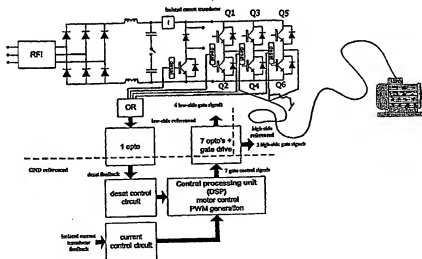 Isolated current transducer
Q1 Q3 Q5
RFI
I
Q2 Q4 Q6
OR
4 low-side gate signals
low-side referenced
1 opto
7 opto's +
gate drive
high-side
referenced
3 high-side gate signals
GND referenced
desat feedback
7 gate control signals
desat control
circuit
Central processing unit
(DSP)
motor control
PWM generation
Isolated current
transducer
feedback
current
control circuit